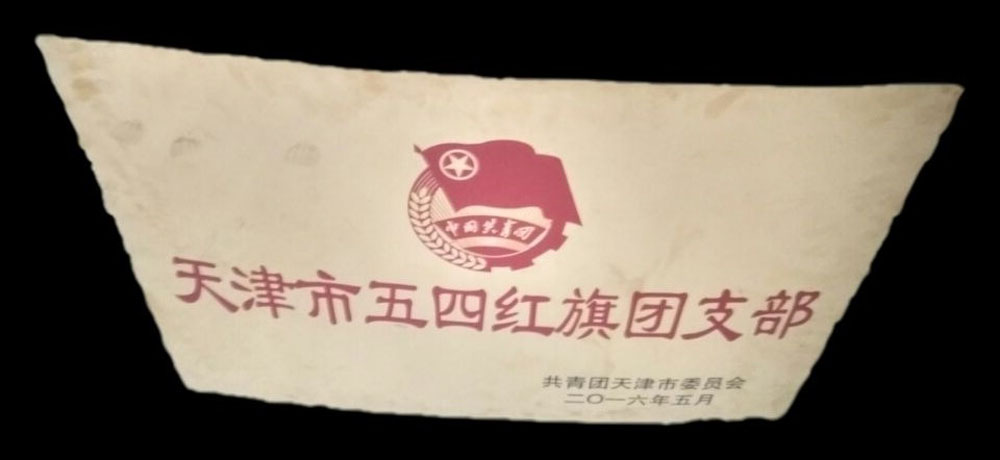 中国共青团
天津市五四红旗团支部
共青团天津市委员会
二〇一六年五月